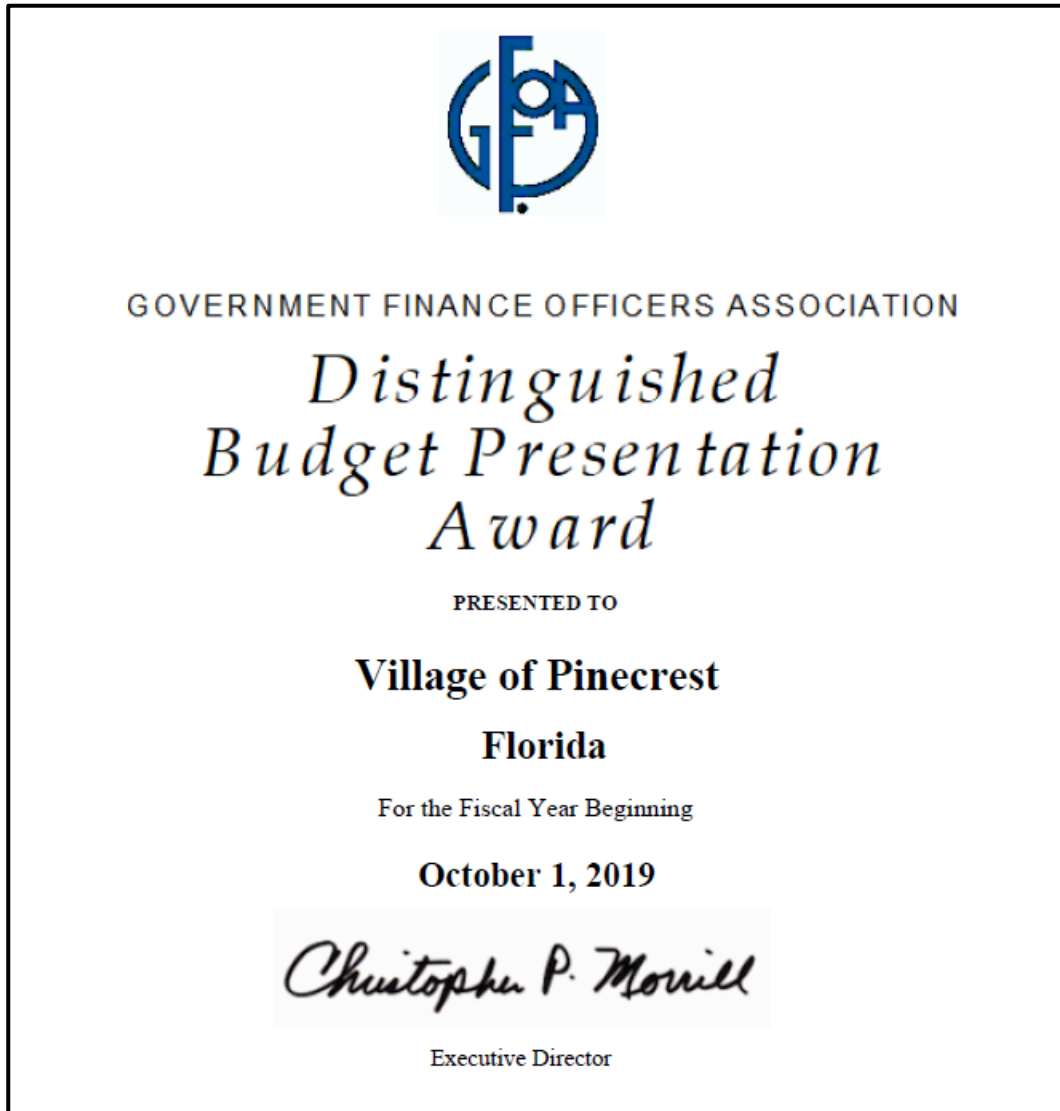 GFOA
GOVERNMENT FINANCE OFFICERS ASSOCIATION
Distinguished
Budget Presentation
Award
PRESENTED TO
Village of Pinecrest
Florida
For the Fiscal Year Beginning
October 1, 2019
Christopher P. Morrill
Executive Director